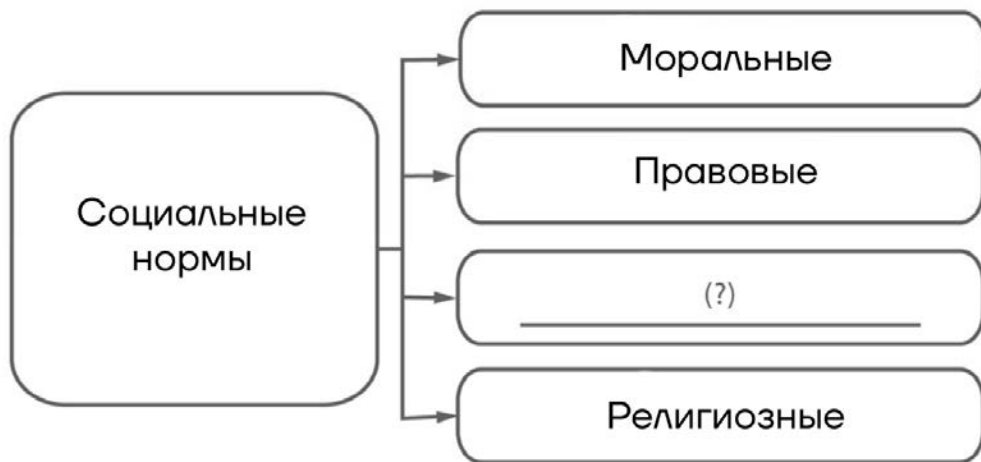 Социальные
нормы
Моральные
Правовые
(?)
Религиозные